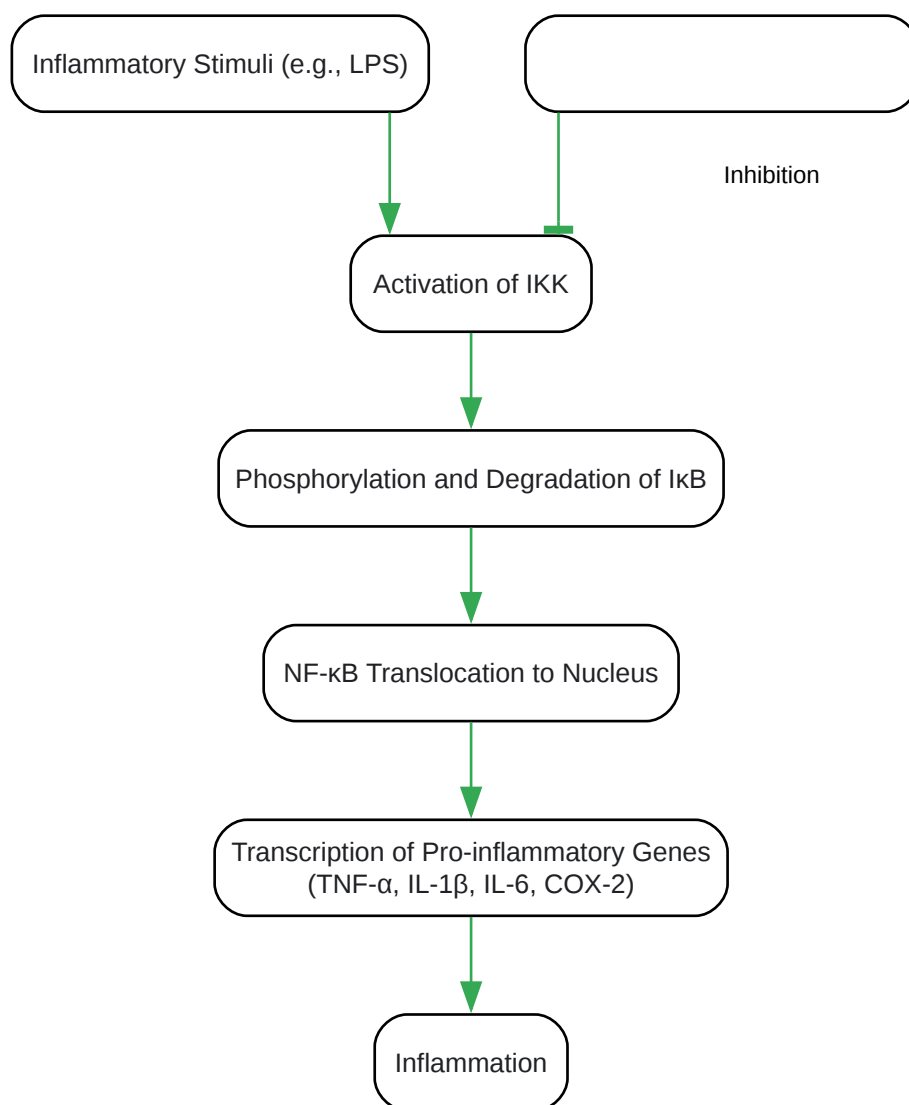 Inflammatory Stimuli (e.g., LPS)
Inhibition
Activation of IKK
Phosphorylation and Degradation of IκB
NF-κB Translocation to Nucleus
Transcription of Pro-inflammatory Genes
(TNF-α, IL-1β, IL-6, COX-2)
Inflammation